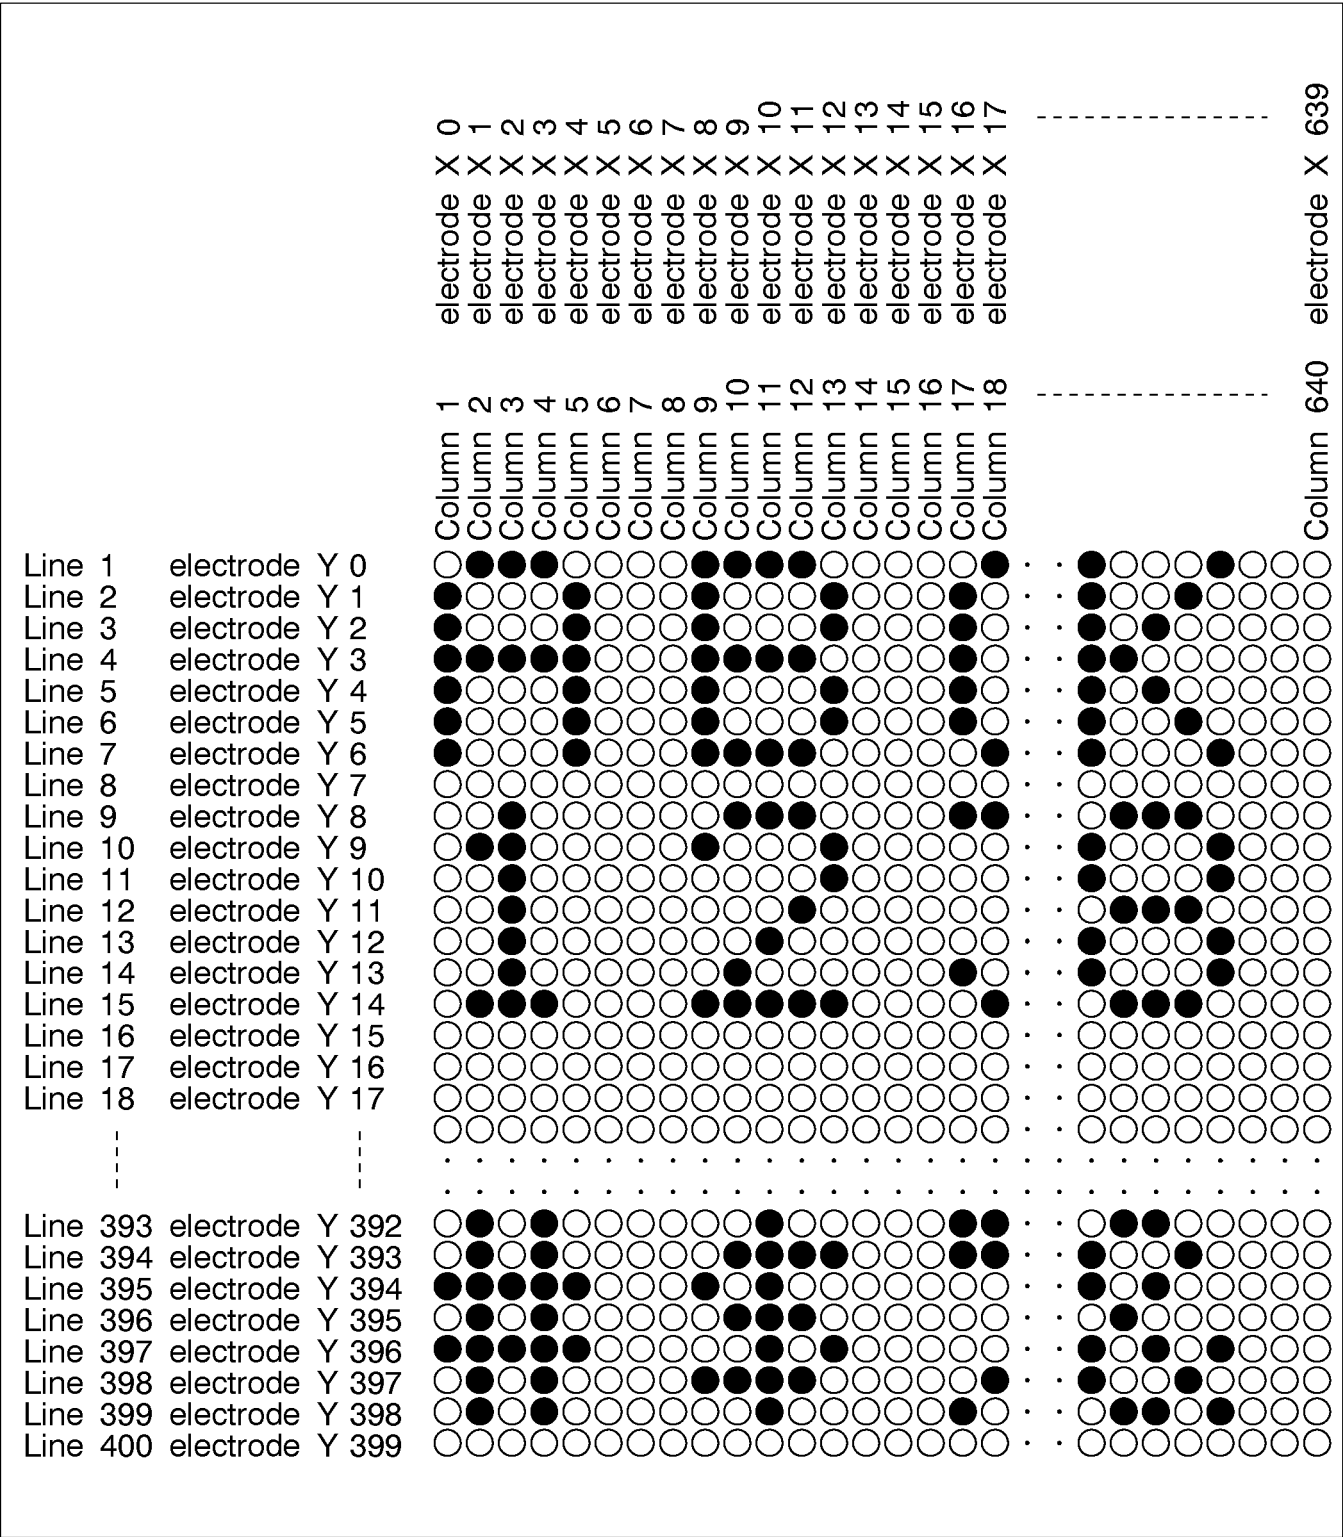 electrode X 0
electrode X 1
electrode X 2
electrode X 3
electrode X 4
electrode X 5
electrode X 6
electrode X 7
electrode X 8
electrode X 9
electrode X 10
electrode X 11
electrode X 12
electrode X 13
electrode X 14
electrode X 15
electrode X 16
electrode X 17
electrode X 639
Column 1
Column 2
Column 3
Column 4
Column 5
Column 6
Column 7
Column 8
Column 9
Column 10
Column 11
Column 12
Column 13
Column 14
Column 15
Column 16
Column 17
Column 18
Column 640
Line 1 electrode Y 0
Line 2 electrode Y 1
Line 3 electrode Y 2
Line 4 electrode Y 3
Line 5 electrode Y 4
Line 6 electrode Y 5
Line 7 electrode Y 6
Line 8 electrode Y 7
Line 9 electrode Y 8
Line 10 electrode Y 9
Line 11 electrode Y 10
Line 12 electrode Y 11
Line 13 electrode Y 12
Line 14 electrode Y 13
Line 15 electrode Y 14
Line 16 electrode Y 15
Line 17 electrode Y 16
Line 18 electrode Y 17
Line 393 electrode Y 392
Line 394 electrode Y 393
Line 395 electrode Y 394
Line 396 electrode Y 395
Line 397 electrode Y 396
Line 398 electrode Y 397
Line 399 electrode Y 398
Line 400 electrode Y 399